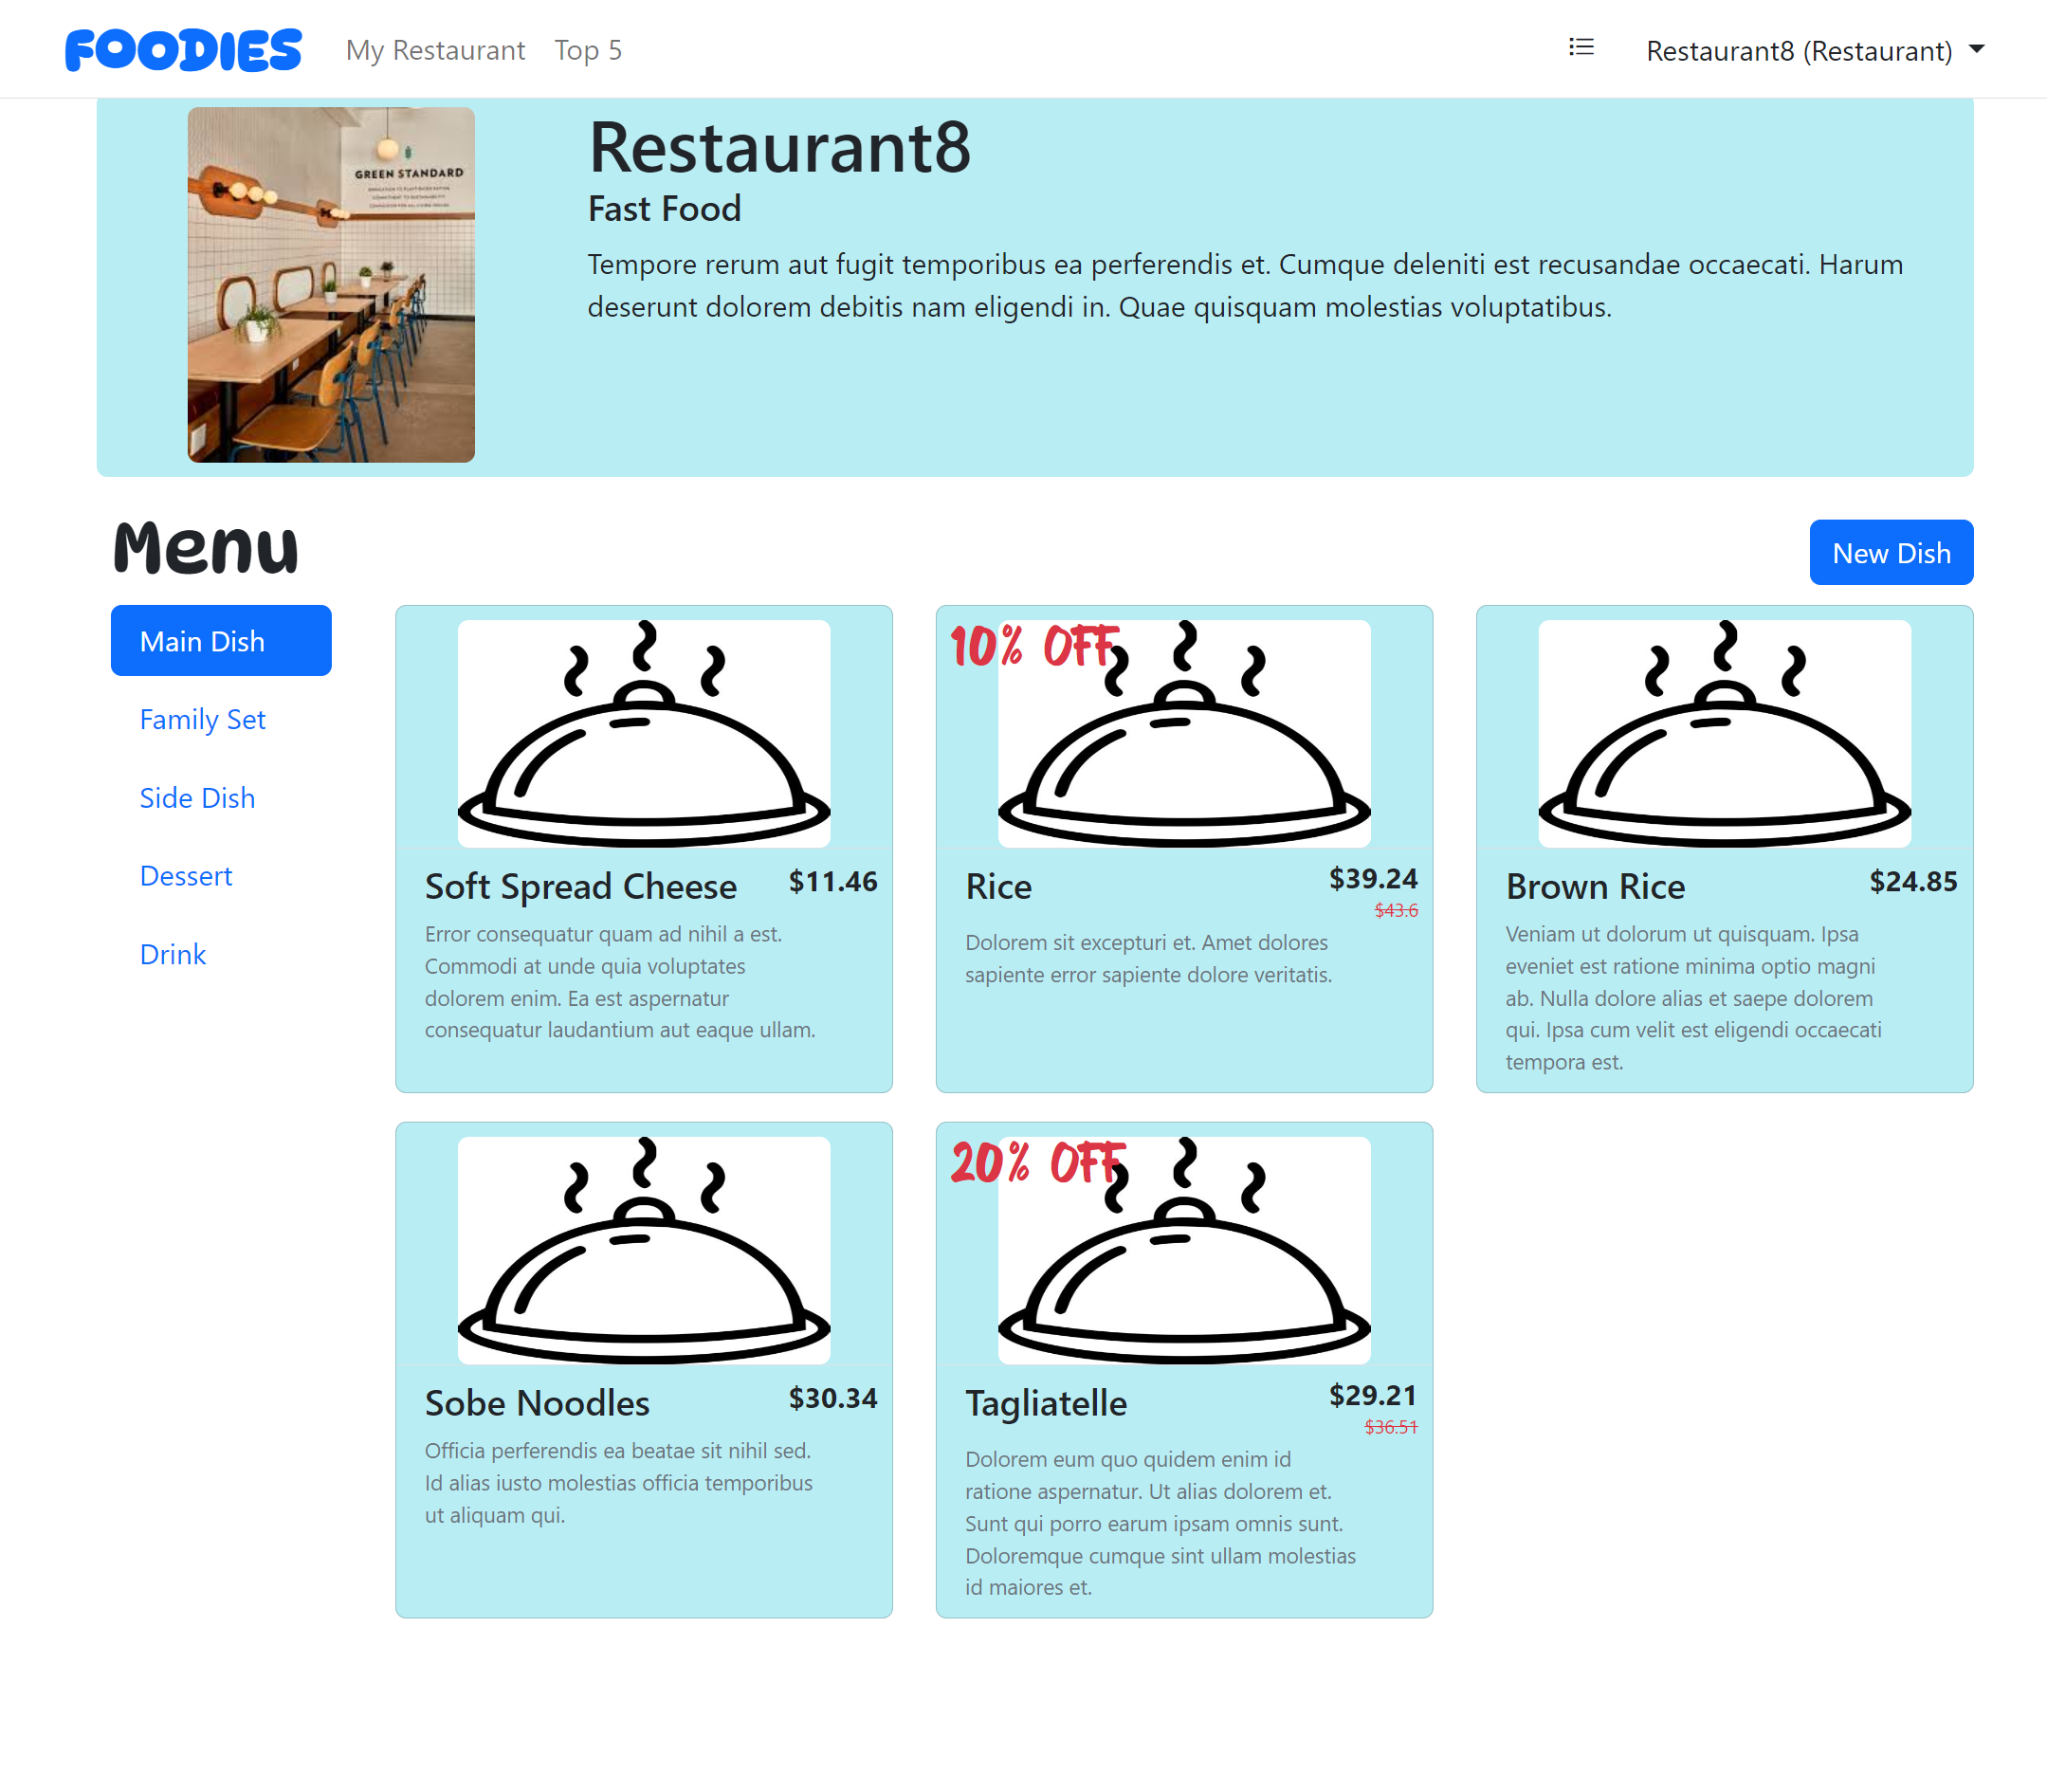 FOODIES
My Restaurant
Top 5
Restaurant8 (Restaurant)
GREEN STANDARD
Restaurant8
Fast Food
Tempore rerum aut fugit temporibus ea perferendis et. Cumque deleniti est recusandae occaecati. Harum
deserunt dolorem debitis nam eligendi in. Quae quisquam molestias voluptatibus.
Menu
New Dish
Main Dish
Family Set
Side Dish
Dessert
Drink
Soft Spread Cheese
$11.46
Error consequatur quam ad nihil a est.
Commodi at unde quia voluptates
dolorem enim. Ea est aspernatur
consequatur laudantium aut eaque ullam.
10% OFF
Rice
$39.24
$43.6
Dolorem sit excepturi et. Amet dolores
sapiente error sapiente dolore veritatis.
Brown Rice
$24.85
Veniam ut dolorum ut quisquam. Ipsa
eveniet est ratione minima optio magni
ab. Nulla dolore alias et saepe dolorem
qui. Ipsa cum velit est eligendi occaecati
tempora est.
Sobe Noodles
$30.34
Officia perferendis ea beatae sit nihil sed.
Id alias iusto molestias officia temporibus
ut aliquam qui.
20% OFF
Tagliatelle
$29.21
$36.51
Dolorem eum quo quidem enim id
ratione aspernatur. Ut alias dolorem et.
Sunt qui porro earum ipsam omnis sunt.
Doloremque cumque sint ullam molestias
id maiores et.